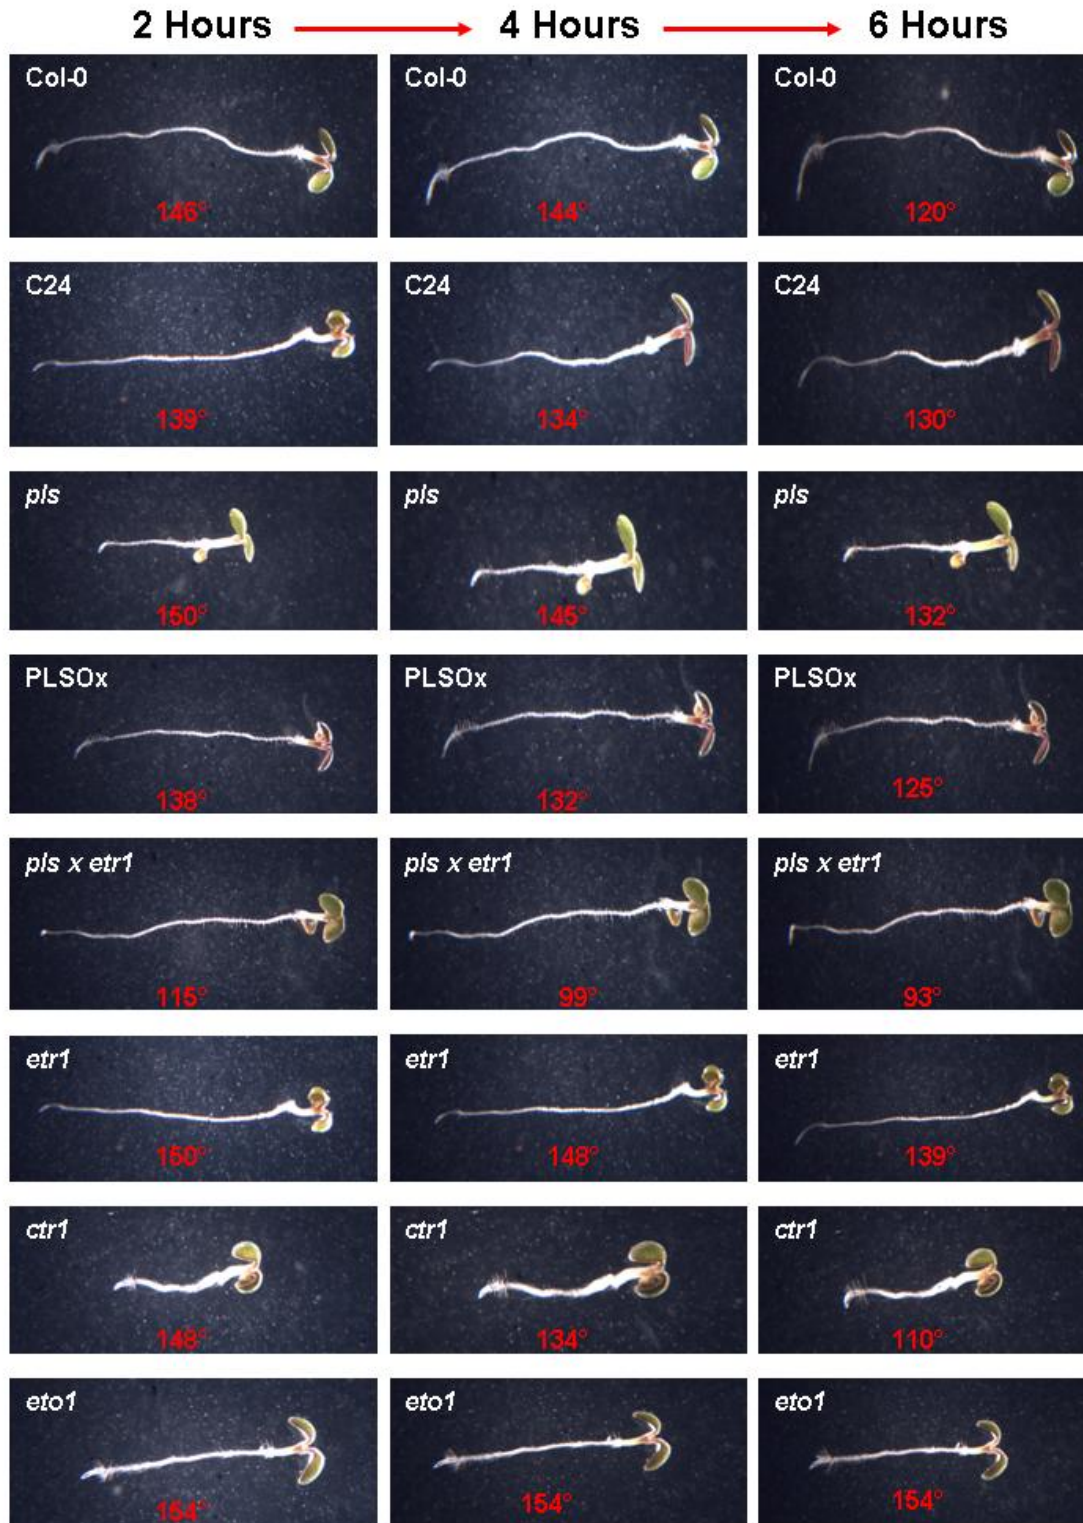 2 Hours 4 Hours 6 Hours
Col-0 Col-0 Col-0
146° 144° 120°
C24 C24 C24
139° 134° 130°
pls pls pls
150° 145° 132°
PLSOx PLSOx PLSOx
138° 132° 125°
pls x etr1 pls x etr1 pls x etr1
115° 99° 93°
etr1 etr1 etr1
150° 148° 139°
ctr1 ctr1 ctr1
148° 134° 110°
eto1 eto1 eto1
154° 154° 154°